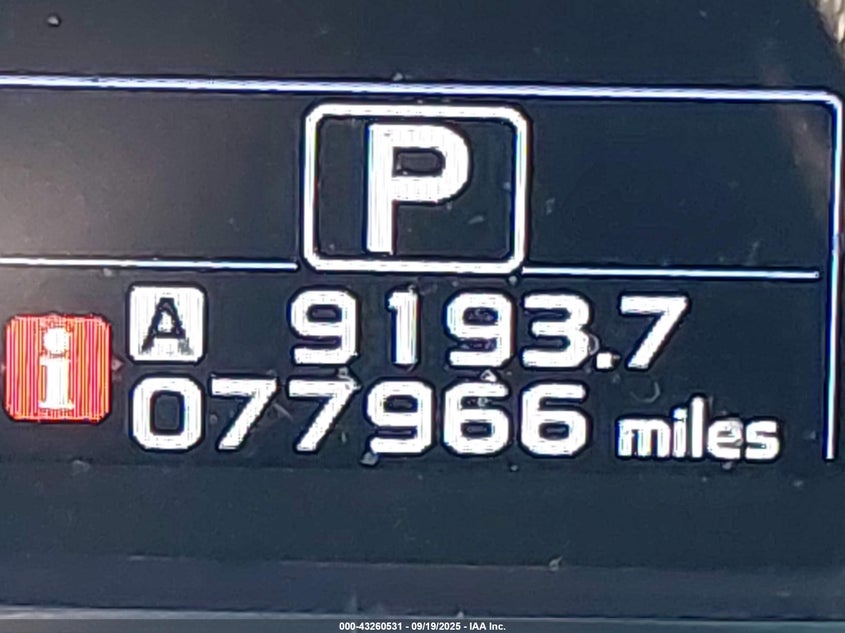 P
A 9193.7
i
077966 miles
000-43260531 - 09/19/2025 - IAA Inc.